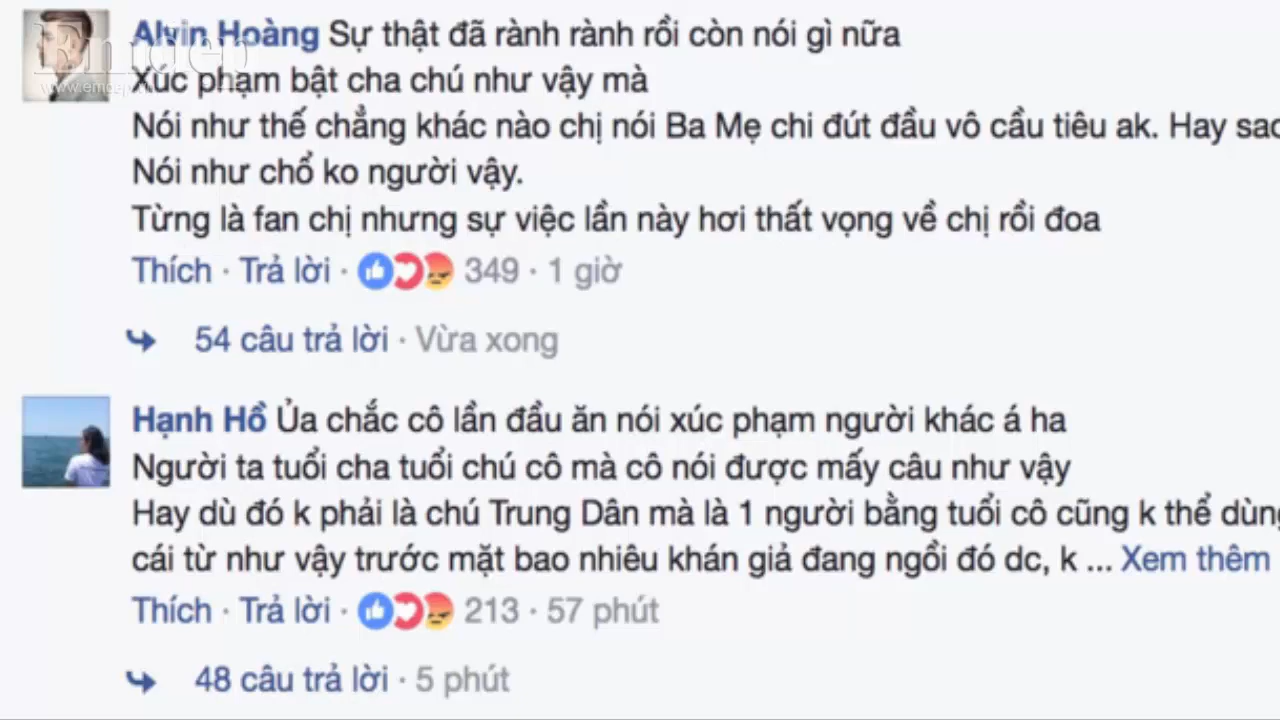 Emdep
www.emdep.vn
Alvin Hoàng Sự thật đã rành rành rồi còn nói gì nữa
Xúc phạm bật cha chú như vậy mà
Nói như thế chẳng khác nào chị nói Ba Mẹ chi đút đầu vô cầu tiêu ak. Hay sao
Nói như chổ ko người vậy.
Từng là fan chị nhưng sự việc lần này hơi thất vọng về chị rồi đoa
Thích · Trả lời · 349 · 1 giờ
54 câu trả lời · Vừa xong
Hạnh Hồ Ủa chắc cô lần đầu ăn nói xúc phạm người khác á ha
Người ta tuổi cha tuổi chú cô mà cô nói được mấy câu như vậy
Hay dù đó k phải là chú Trung Dân mà là 1 người bằng tuổi cô cũng k thể dùng
cái từ như vậy trước mặt bao nhiêu khán giả đang ngồi đó dc, k ... Xem thêm
Thích · Trả lời · 213 · 57 phút
48 câu trả lời · 5 phút